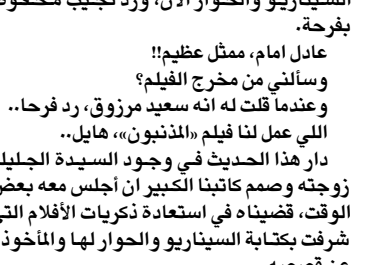 السيناريو والحوار الآن، ورد نجيب محفوظ
بفرحة.
عادل امام، ممثل عظيم!!
وسألني من مخرج الفيلم؟
وعندما قلت له انه سعيد مرزوق، رد فرحا..
اللي عمل لنا فيلم «المذنبون»، هايل..
دار هذا الحديث في وجود السيدة الجليلة
زوجته وصمم كاتبنا الكبير ان أجلس معه بعض
الوقت، قضيناه في استعادة ذكريات الأفلام التي
شرفت بكتابة السيناريو والحوار لها والمأخوذة